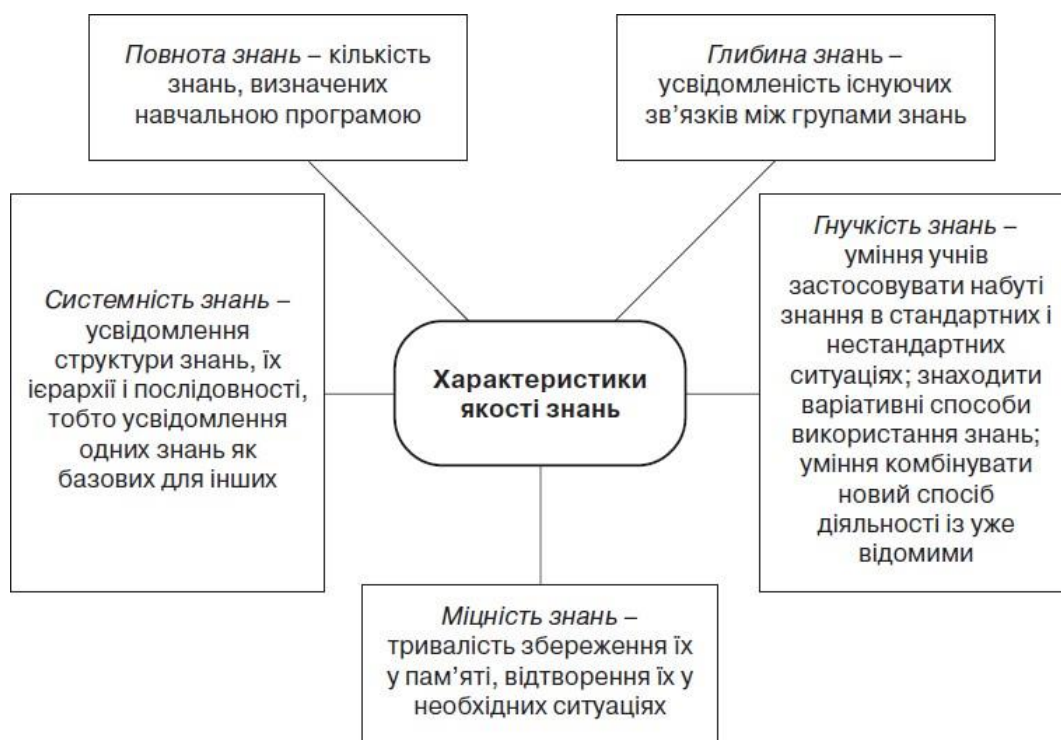 Повнота знань – кількість
знань, визначених
навчальною програмою
Глибина знань –
усвідомленість існуючих
зв’язків між групами знань
Системність знань –
усвідомлення
структури знань, їх
ієрархії і послідовності,
тобто усвідомлення
одних знань як
базових для інших
Характеристики
якості знань
Гнучкість знань –
уміння учнів
застосовувати набуті
знання в стандартних і
нестандартних
ситуаціях; знаходити
варіативні способи
використання знань;
уміння комбінувати
новий спосіб
діяльності із уже
відомими
Міцність знань –
тривалість збереження їх
у пам’яті, відтворення їх у
необхідних ситуаціях